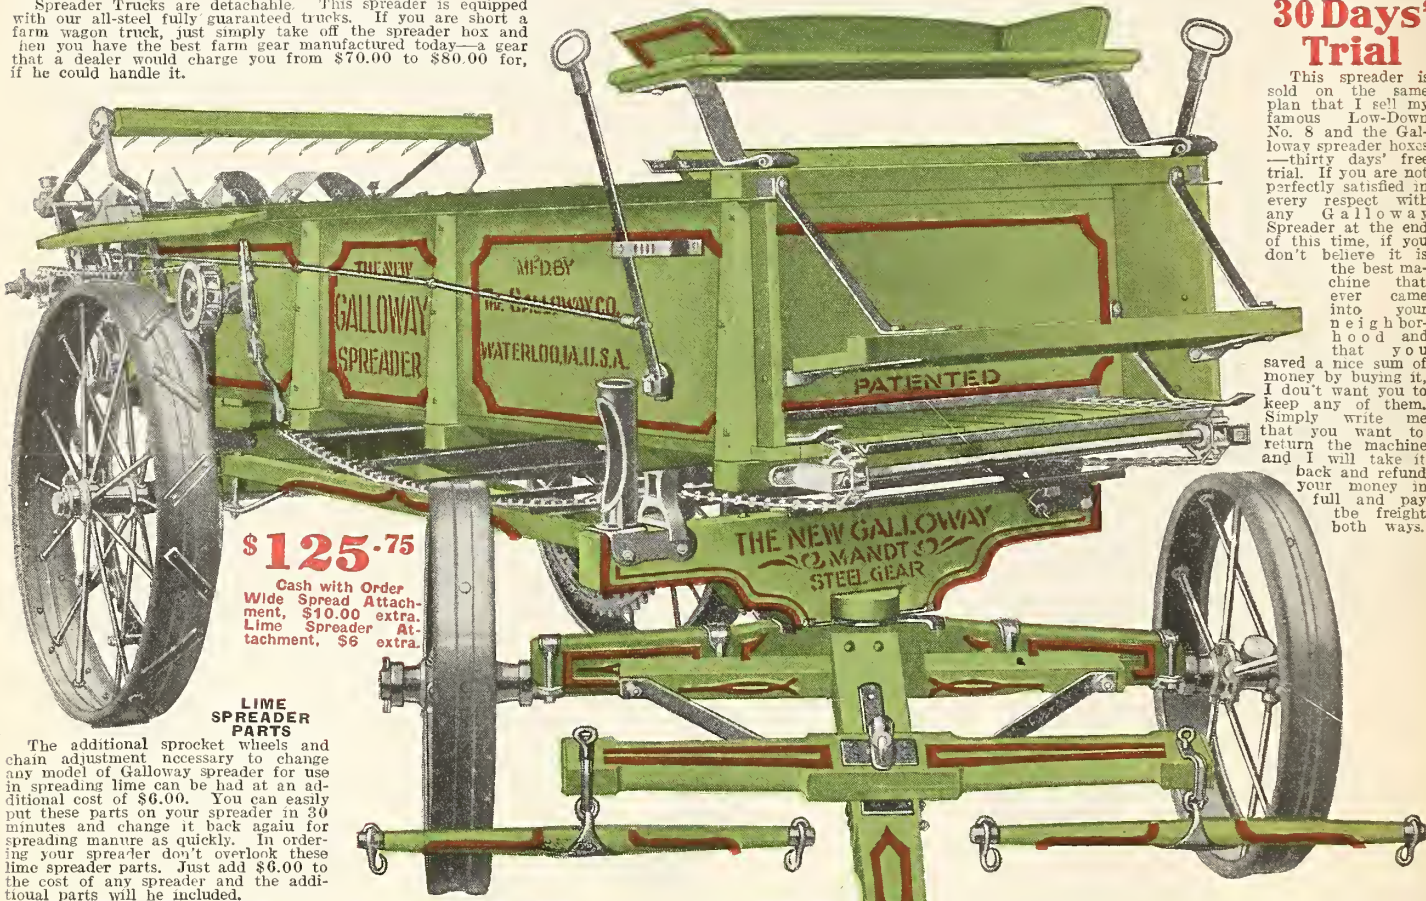 Spreader Trucks are detachable. This spreader is equipped
with our all-steel fully guaranteed trucks. If you are short a
farm wagon truck, just simply take off the spreader box and
hen you have the best farm gear manufactured today—a gear
that a dealer would charge you from $70.00 to $80.00 for,
if he could handle it.
30 Days'
Trial
This spreader is
sold on the same
plan that I sell my
famous Low-Down
No. 8 and the Gal-
loway spreader boxes
—thirty days' free
trial. If you are not
perfectly satisfied in
every respect with
any Galloway
Spreader at the end
of this time, if you
don't believe it is
the best ma-
chine that
ever came
into your
neighbor-
hood and
that you
saved a nice sum of
money by buying it,
I don't want you to
keep any of them.
Simply write me
that you want to
return the machine
and I will take it
back and refund
your money in
full and pay
the freight
both ways.
THE NEW
GALLOWAY
SPREADER
M'F'D. BY
THE GALLOWAY CO.
WATERLOO, IA. U.S.A.
PATENTED
THE NEW GALLOWAY
MANDT
STEEL GEAR
$125.75
Cash with Order
Wide Spread Attach-
ment, $10.00 extra.
Lime Spreader At-
tachment, $6 extra.
LIME
SPREADER
PARTS
The additional sprocket wheels and
chain adjustment necessary to change
any model of Galloway spreader for use
in spreading lime can be had at an ad-
ditional cost of $6.00. You can easily
put these parts on your spreader in 30
minutes and change it back again for
spreading manure as quickly. In order-
ing your spreader don't overlook these
lime spreader parts. Just add $6.00 to
the cost of any spreader and the addi-
tional parts will be included.